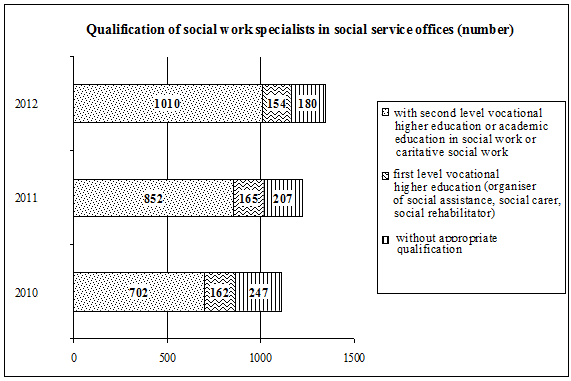 Qualification of social work specialists in social service offices (number)
2012
1010 154 180
2011
852 165 207
2010
702 162 247
0 500 1000 1500
with second level vocational
higher education or academic
education in social work or
caritative social work
first level vocational
higher education (organiser
of social assistance, social carer,
social rehabilitator)
without appropriate
qualification